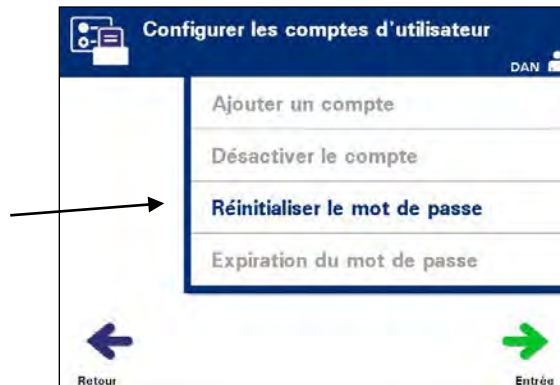 Configurer les comptes d'utilisateur
DAN
Ajouter un compte
Désactiver le compte
Réinitialiser le mot de passe
Expiration du mot de passe
Retour
Entrée